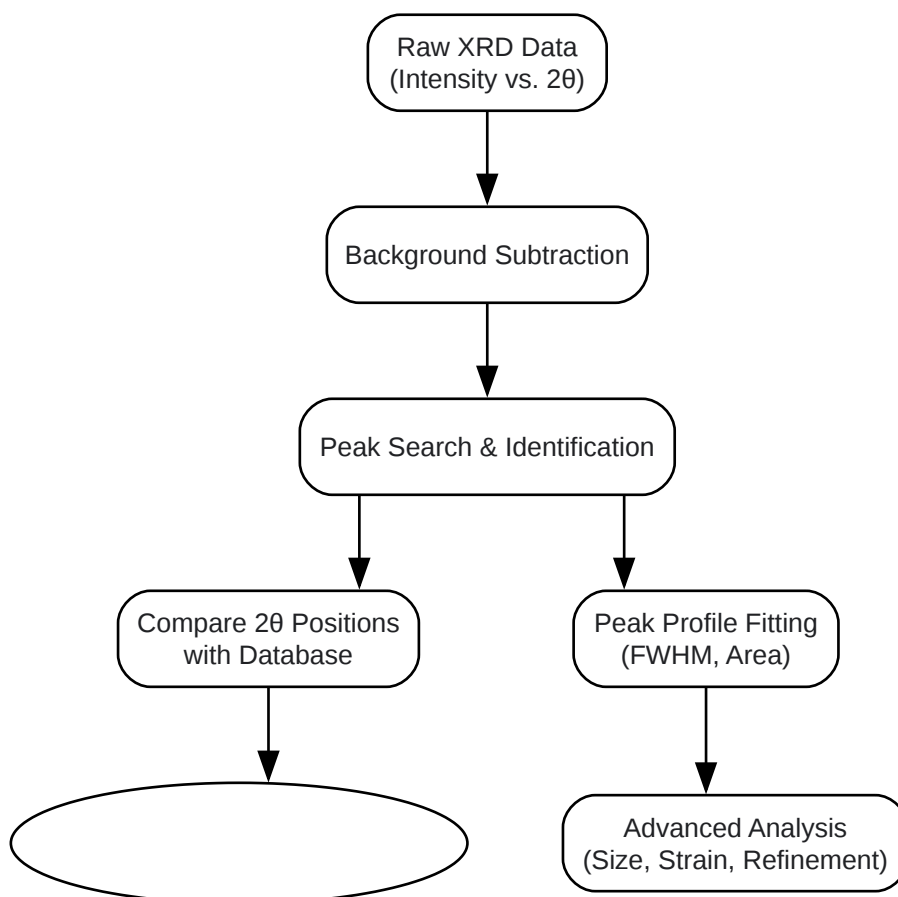 Raw XRD Data
(Intensity vs. 2θ)
Background Subtraction
Peak Search & Identification
Compare 2θ Positions
with Database
Peak Profile Fitting
(FWHM, Area)
Advanced Analysis
(Size, Strain, Refinement)